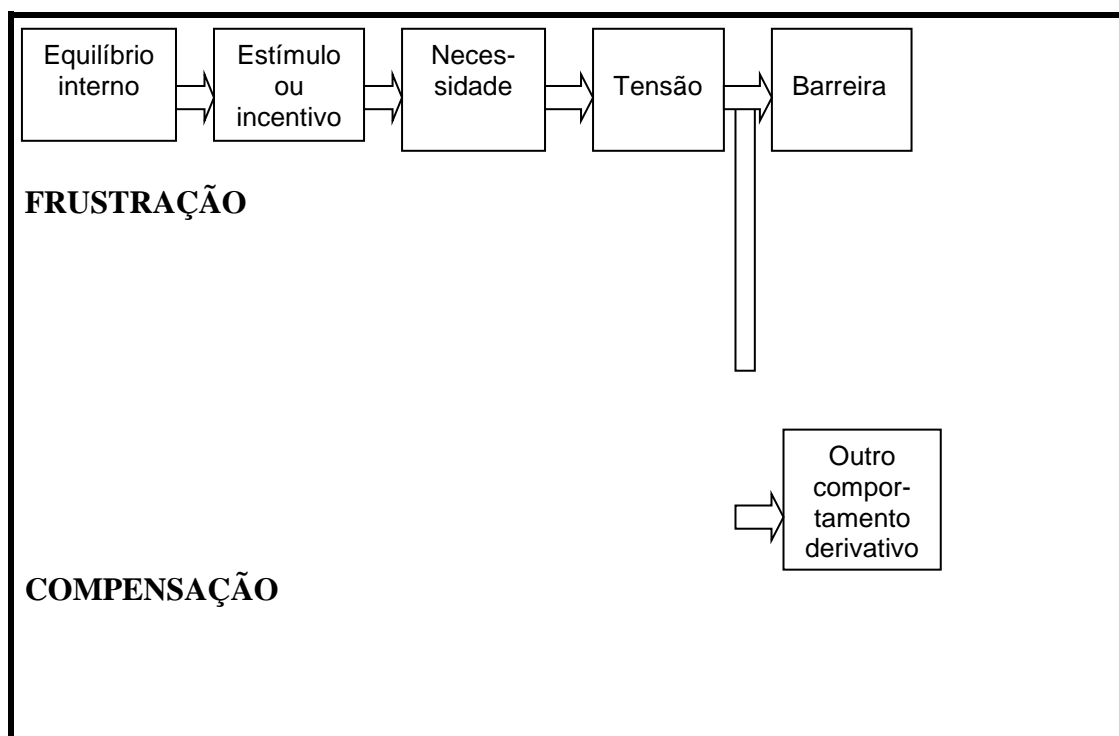 Equilíbrio
interno
Estímulo
ou
incentivo
Neces-
sidade
Tensão
Barreira
FRUSTRAÇÃO
Outro
compor-
tamento
derivativo
COMPENSAÇÃO